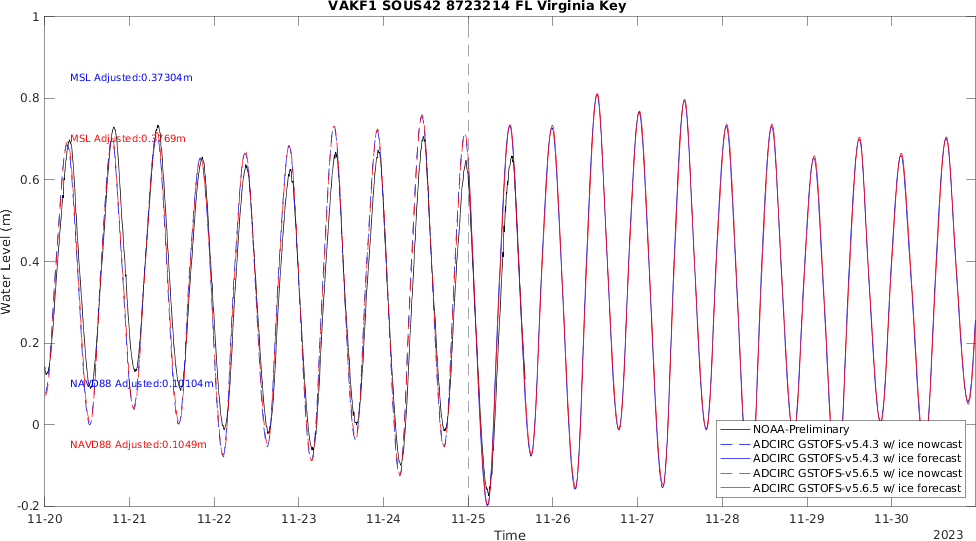 VAKF1 SOUS42 8723214 FL Virginia Key
1
0.8
0.6
0.4
0.2
0
-0.2
Water Level (m)
MSL Adjusted:0.37304m
MSL Adjusted:0.3769m
NAVD88 Adjusted:0.10104m
NAVD88 Adjusted:0.1049m
NOAA-Preliminary
ADCIRC GSTOFS-v5.4.3 w/ ice nowcast
ADCIRC GSTOFS-v5.4.3 w/ ice forecast
ADCIRC GSTOFS-v5.6.5 w/ ice nowcast
ADCIRC GSTOFS-v5.6.5 w/ ice forecast
11-20 11-21 11-22 11-23 11-24 11-25 11-26 11-27 11-28 11-29 11-30
Time
2023